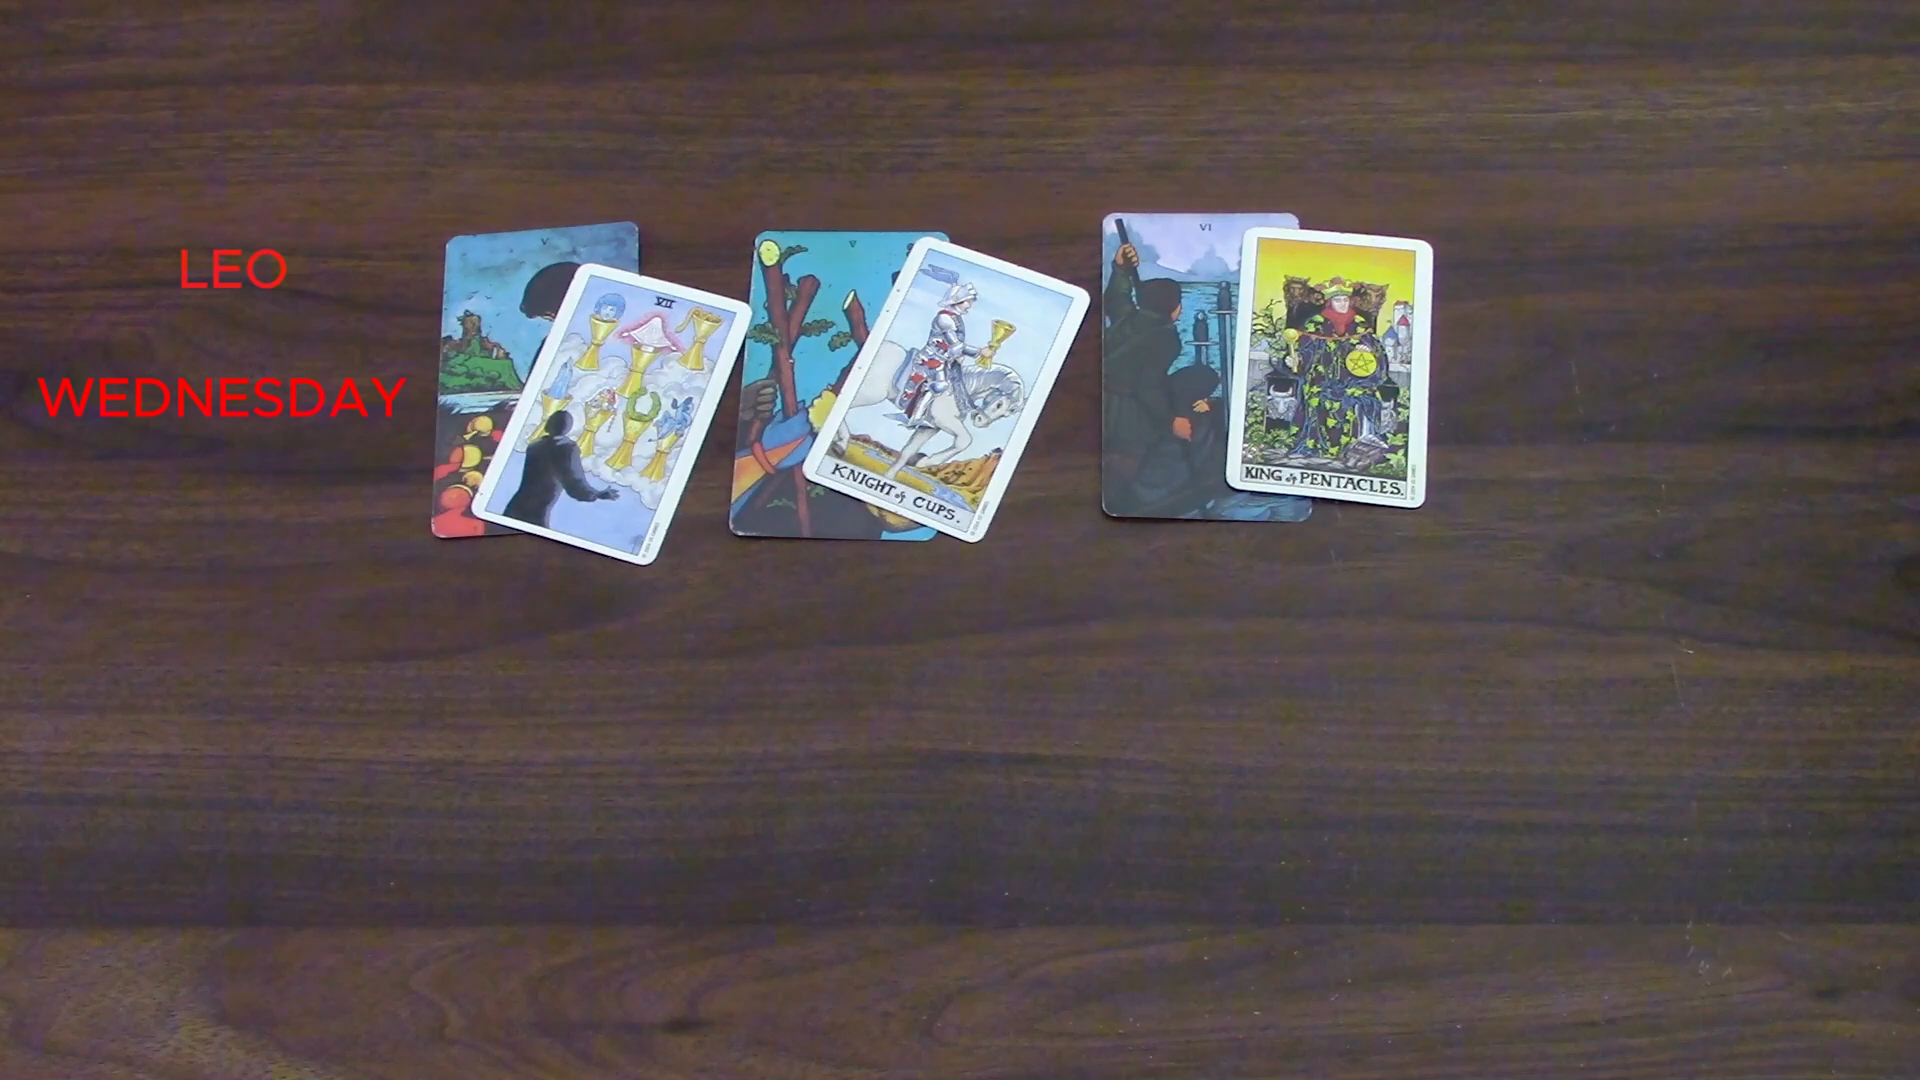 LEO
WEDNESDAY
V
VII
V
KNIGHT of CUPS.
VI
KING of PENTACLES.